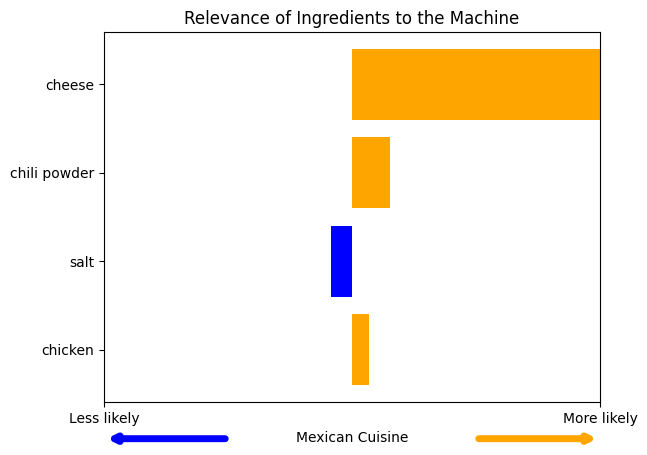 Relevance of Ingredients to the Machine
cheese
chili powder
salt
chicken
Less likely
More likely
Mexican Cuisine